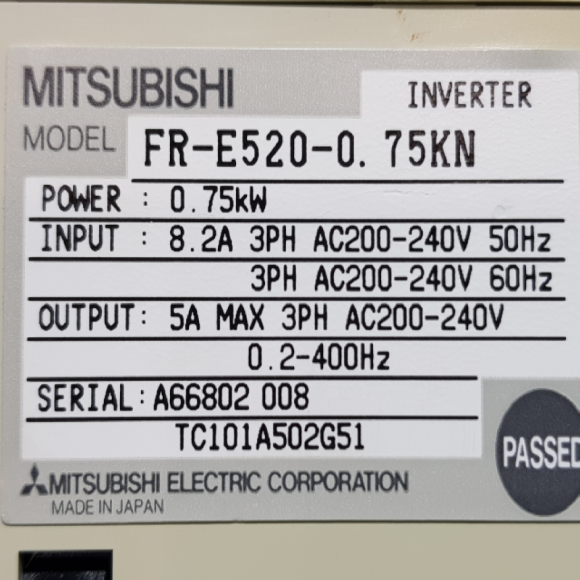 MITSUBISHI
INVERTER
MODEL FR-E520-0.75KN
POWER : 0.75kW
INPUT : 8.2A 3PH AC200-240V 50Hz
3PH AC200-240V 60Hz
OUTPUT: 5A MAX 3PH AC200-240V
0.2-400Hz
SERIAL: A66802 008
TC101A502G51
PASSED
MITSUBISHI ELECTRIC CORPORATION
MADE IN JAPAN